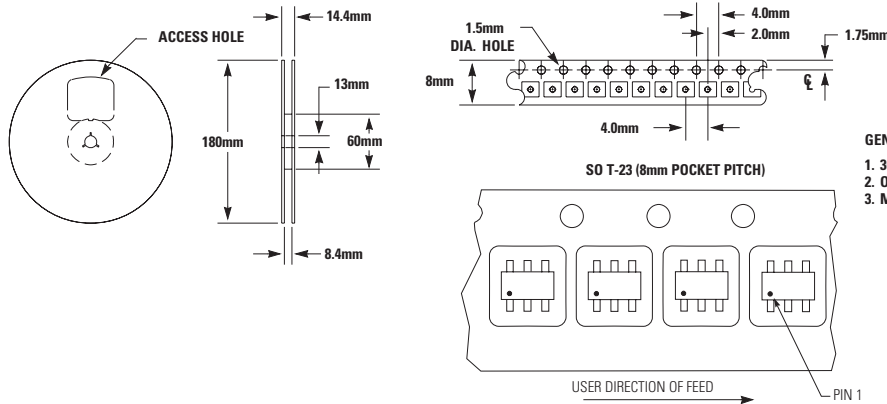 14.4mm
ACCESS HOLE
13mm
180mm
60mm
8.4mm
4.0mm
1.5mm
DIA. HOLE
2.0mm
1.75mm
8mm
4.0mm
SO T-23 (8mm POCKET PITCH)
GEN
1. 3
2. O
3. M
USER DIRECTION OF FEED
PIN 1